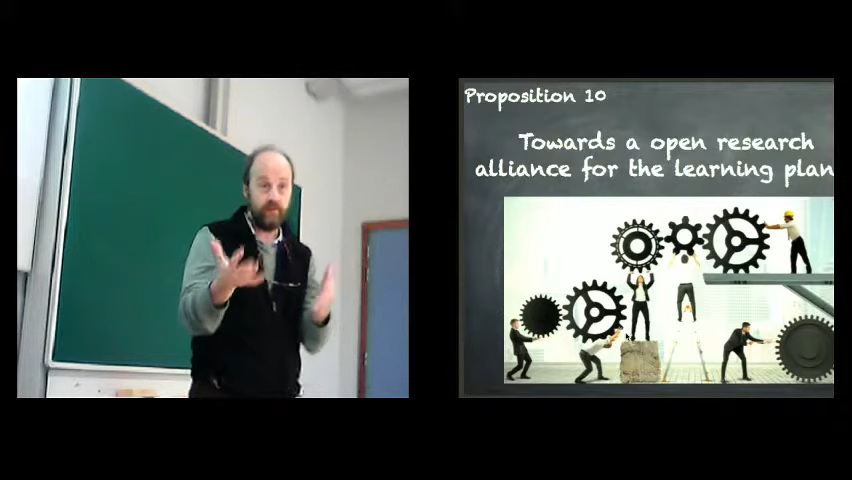 Proposition 10
Towards a open research
alliance for the learning plan